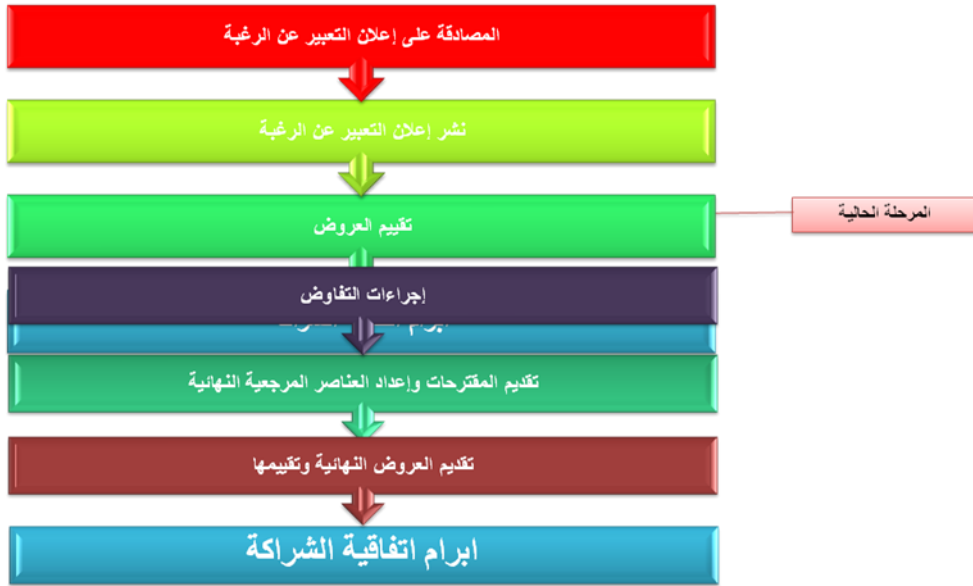 المصادقة على إعلان التعبير عن الرغبة
نشر إعلان التعبير عن الرغبة
تقييم العروض
المرحلة الحالية
إجراءات التفاوض
ابرام
تقديم المقترحات وإعداد العناصر المرجعية النهائية
تقديم العروض النهائية وتقييمها
ابرام اتفاقية الشراكة